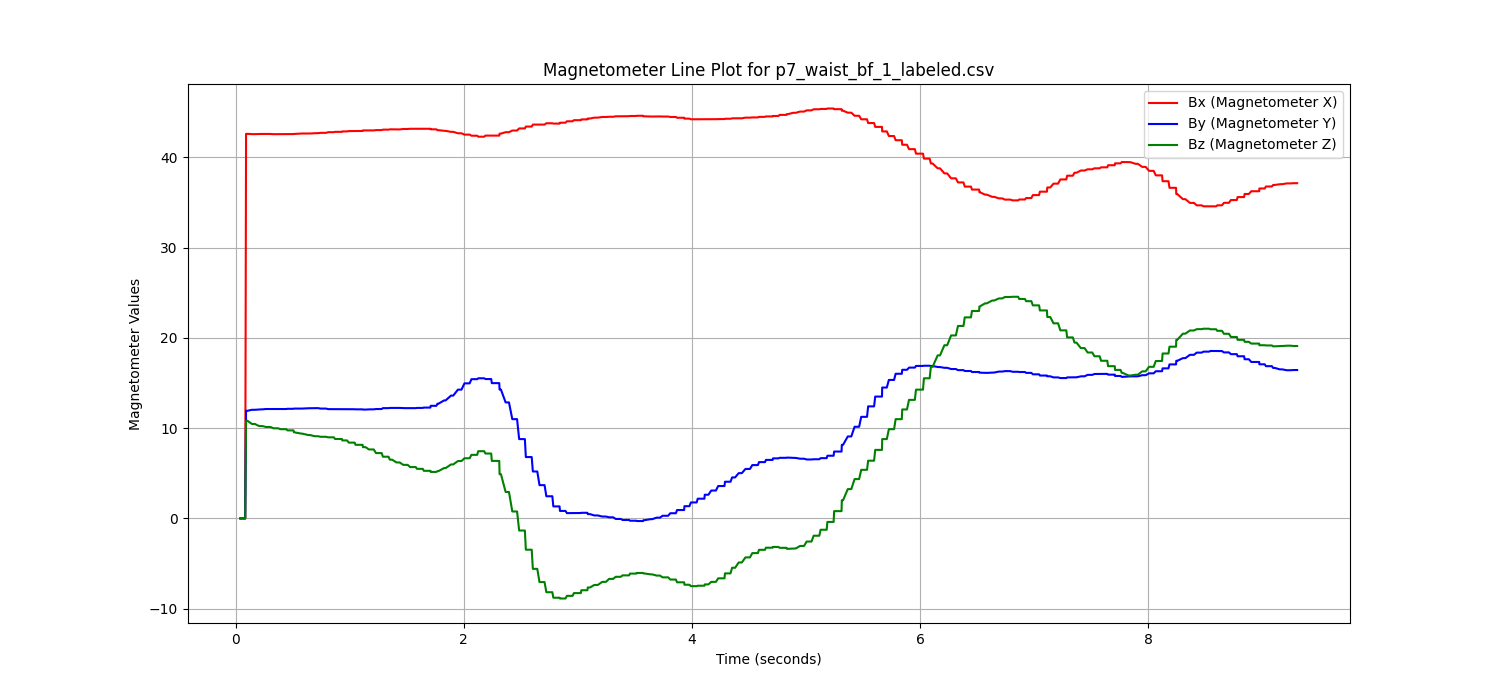 Magnetometer Line Plot for p7_waist_bf_1_labeled.csv
Bx (Magnetometer X)
By (Magnetometer Y)
Bz (Magnetometer Z)
Magnetometer Values
40
30
20
10
0
−10
0 2 4 6 8
Time (seconds)